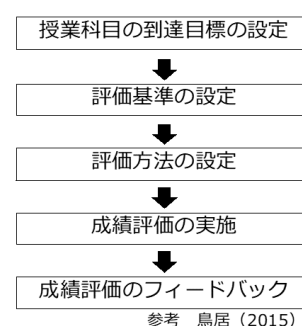 授業科目の到達目標の設定
評価基準の設定
評価方法の設定
成績評価の実施
成績評価のフィードバック
参考　鳥居（2015）